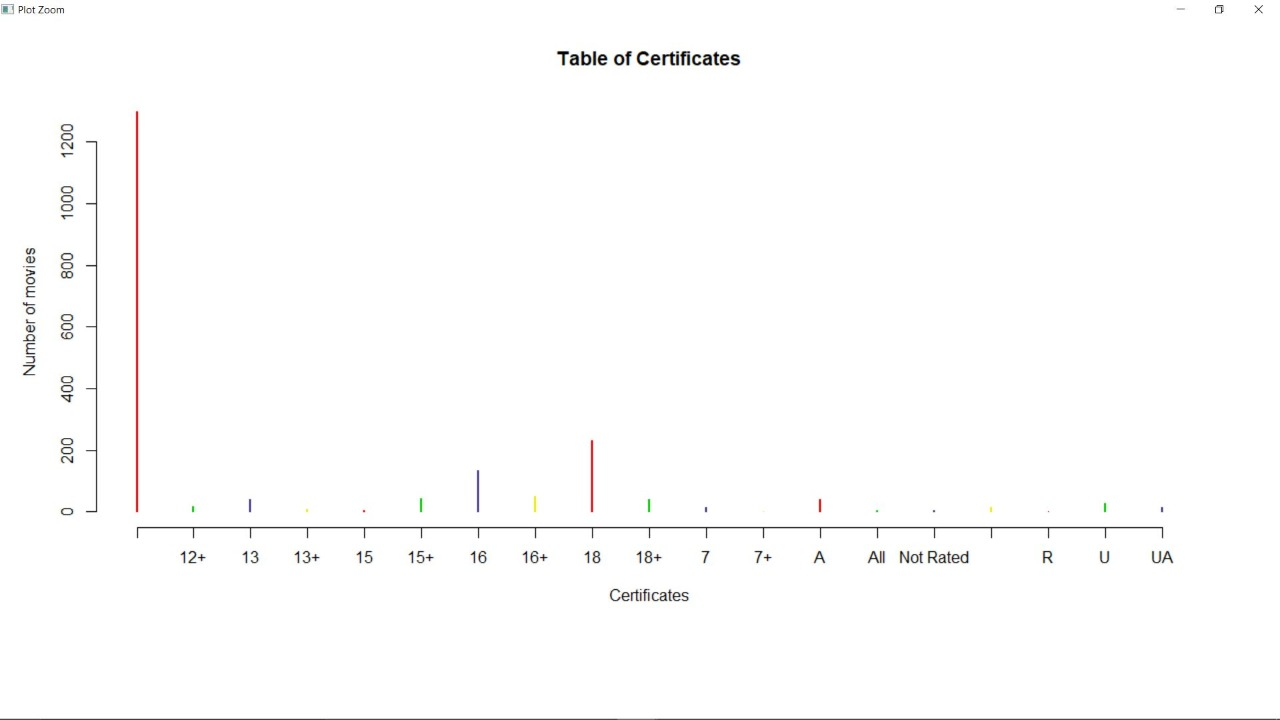 Plot Zoom
Table of Certificates
Number of movies
1200
1000
800
600
400
200
0
12+ 13 13+ 15 15+ 16 16+ 18 18+ 7 7+ A All Not Rated R U UA
Certificates